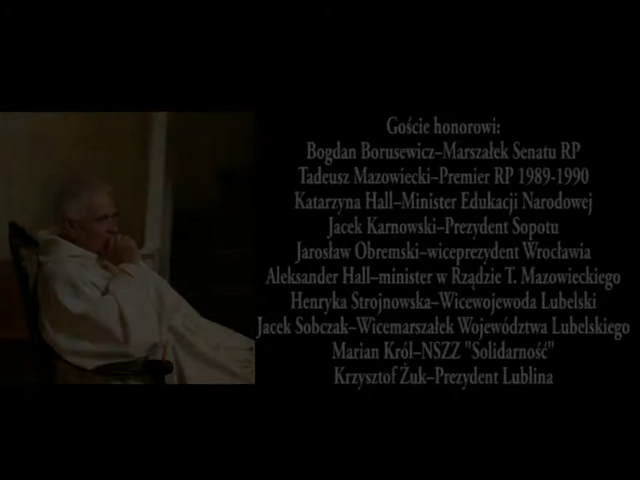 Goście honorowi:
Bogdan Borusewicz–Marszałek Senatu RP
Tadeusz Mazowiecki–Premier RP 1989-1990
Katarzyna Hall–Minister Edukacji Narodowej
Jacek Karnowski–Prezydent Sopotu
Jarosław Obremski–wiceprezydent Wrocławia
Aleksander Hall–minister w Rządzie T. Mazowieckiego
Henryka Strojnowska–Wicewojewoda Lubelski
Jacek Sobczak–Wicemarszałek Województwa Lubelskiego
Marian Król–NSZZ "Solidarność"
Krzysztof Żuk–Prezydent Lublina